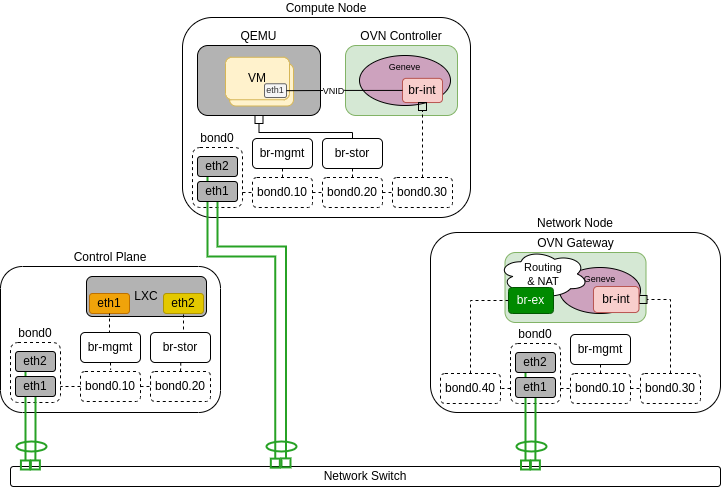 Compute Node
QEMU
OVN Controller
VM
eth1
VNID
Geneve
br-int
bond0
eth2
eth1
br-mgmt
br-stor
bond0.10
bond0.20
bond0.30
Control Plane
LXC
eth1
eth2
bond0
eth2
eth1
br-mgmt
br-stor
bond0.10
bond0.20
Network Node
OVN Gateway
Routing
& NAT
Geneve
br-ex
br-int
bond0
eth2
eth1
br-mgmt
bond0.40
bond0.10
bond0.30
Network Switch